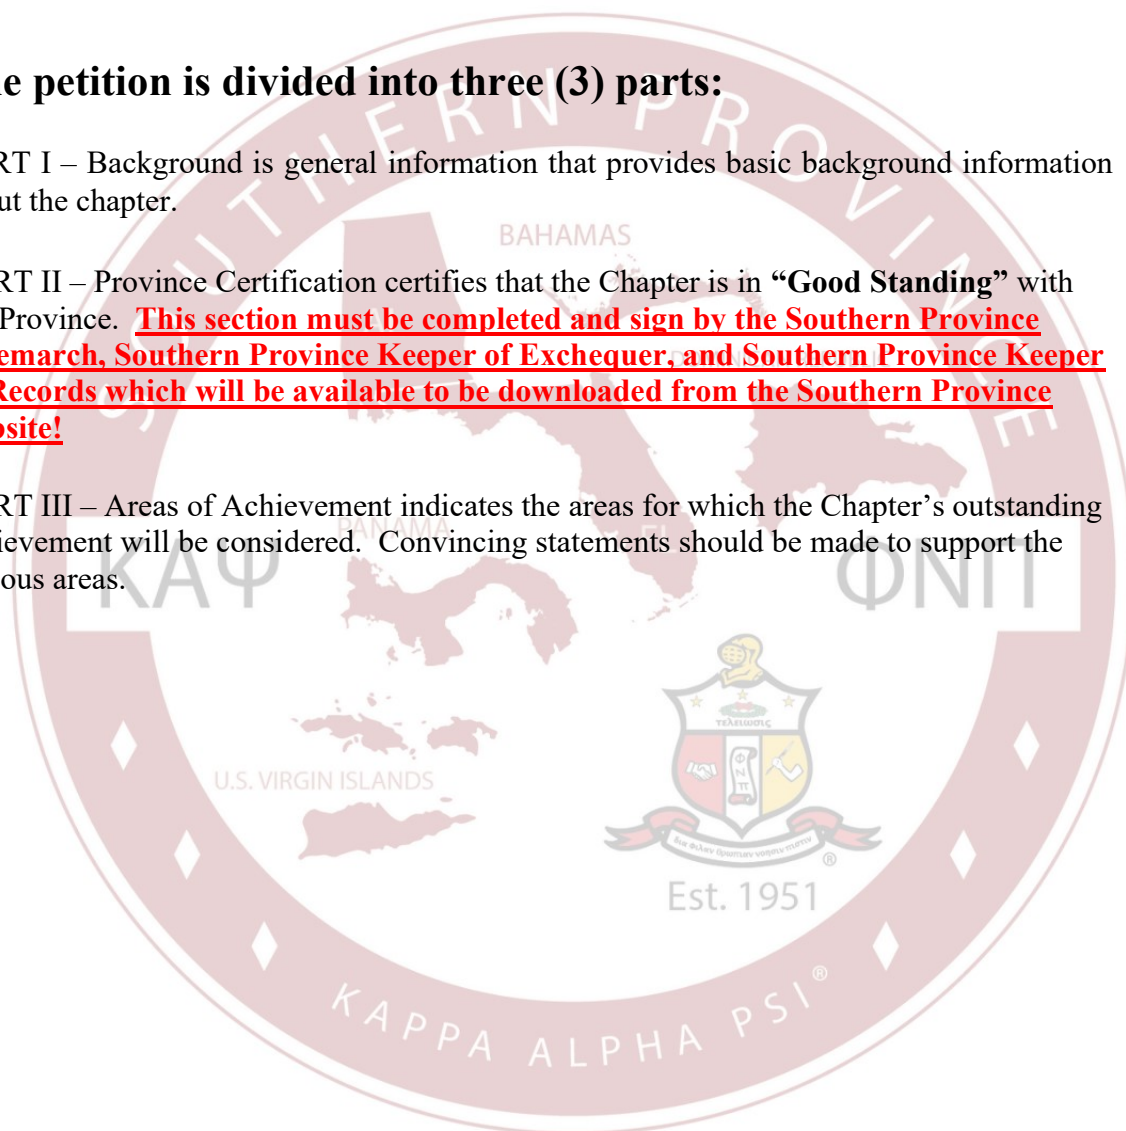 e petition is divided into three (3) parts:
RT I – Background is general information that provides basic background information
ut the chapter.
RT II – Province Certification certifies that the Chapter is in “Good Standing” with
Province. This section must be completed and sign by the Southern Province
emarch, Southern Province Keeper of Exchequer, and Southern Province Keeper
Records which will be available to be downloaded from the Southern Province
osite!
RT III – Areas of Achievement indicates the areas for which the Chapter’s outstanding
ievement will be considered. Convincing statements should be made to support the
ous areas.
SOUTHERN PROVINCE
BAHAMAS
PANAMA
FL
ΚΑΨ
ΦΝΠ
U.S. VIRGIN ISLANDS
τελειωσις
Φ
Ν
π
®
Est. 1951
KAPPA ALPHA PSI®